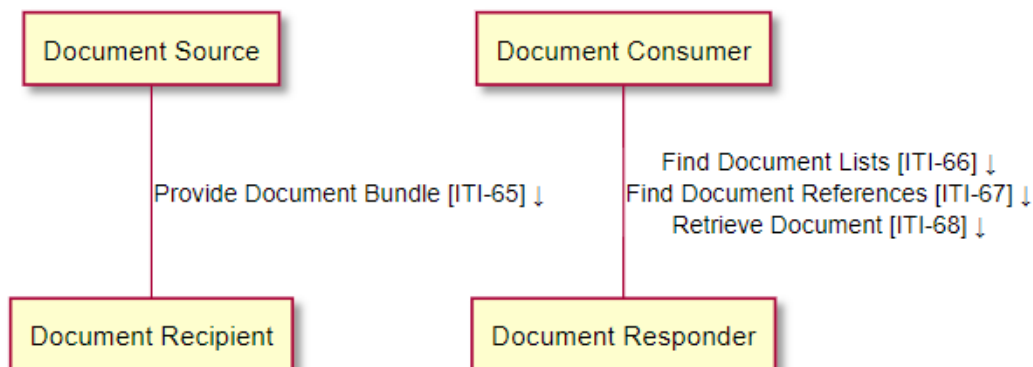 Document Source
Document Consumer
Provide Document Bundle [ITI-65] ↓
Find Document Lists [ITI-66] ↓
Find Document References [ITI-67] ↓
Retrieve Document [ITI-68] ↓
Document Recipient
Document Responder